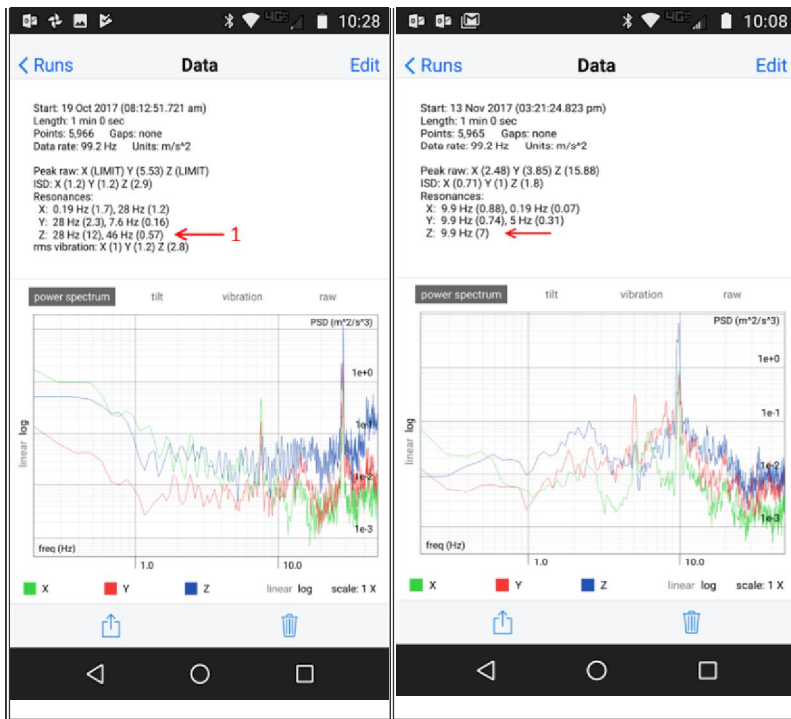 4G 10:28
< Runs Data Edit
Start: 19 Oct 2017 (08:12:51.721 am)
Length: 1 min 0 sec
Points: 5,966 Gaps: none
Data rate: 99.2 Hz Units: m/s^2
Peak raw: X (LIMIT) Y (5.53) Z (LIMIT)
ISD: X (1.2) Y (1.2) Z (2.9)
Resonances:
X: 0.19 Hz (1.7), 28 Hz (1.2)
Y: 28 Hz (2.3), 7.6 Hz (0.16)
Z: 28 Hz (12), 46 Hz (0.57) 1
rms vibration: X (1) Y (1.2) Z (2.8)
power spectrum tilt vibration raw
PSD (m^2/s^3)
1e+0
1e-1
1e-2
1e-3
linear log
freq (Hz)
1.0 10.0
X Y Z linear log scale: 1 X
4G 10:08
< Runs Data Edit
Start: 13 Nov 2017 (03:21:24.823 pm)
Length: 1 min 0 sec
Points: 5,965 Gaps: none
Data rate: 99.2 Hz Units: m/s^2
Peak raw: X (2.48) Y (3.85) Z (15.88)
ISD: X (0.71) Y (1) Z (1.8)
Resonances:
X: 9.9 Hz (0.88), 0.19 Hz (0.07)
Y: 9.9 Hz (0.74), 5 Hz (0.31)
Z: 9.9 Hz (7)
power spectrum tilt vibration raw
PSD (m^2/s^3)
1e+0
1e-1
1e-2
1e-3
linear log
freq (Hz)
1.0 10.0
X Y Z linear log scale: 1 X